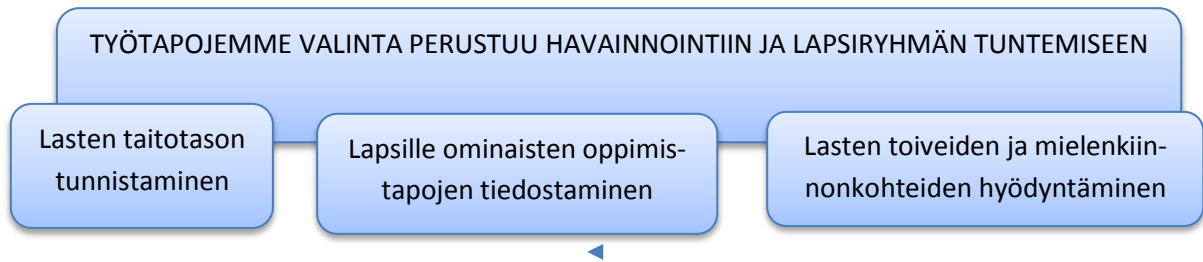 TYÖTAPOJEMME VALINTA PERUSTUU HAVAINNOINTIIN JA LAPSIRYHMÄN TUNTEMISEEN
Lasten taitotason
tunnistaminen
Lapsille ominaisten oppimis-
tapojen tiedostaminen
Lasten toiveiden ja mielenkiin-
nonkohteiden hyödyntäminen